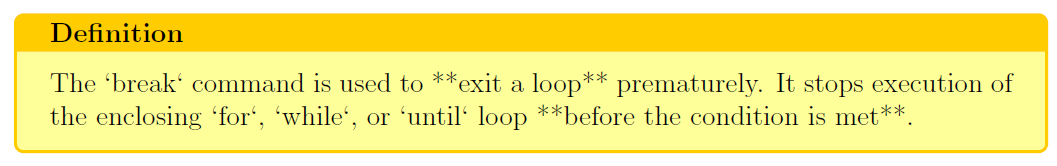 Definition
The ‘break‘ command is used to **exit a loop** prematurely. It stops execution of
the enclosing ‘for‘, ‘while‘, or ‘until‘ loop **before the condition is met**.